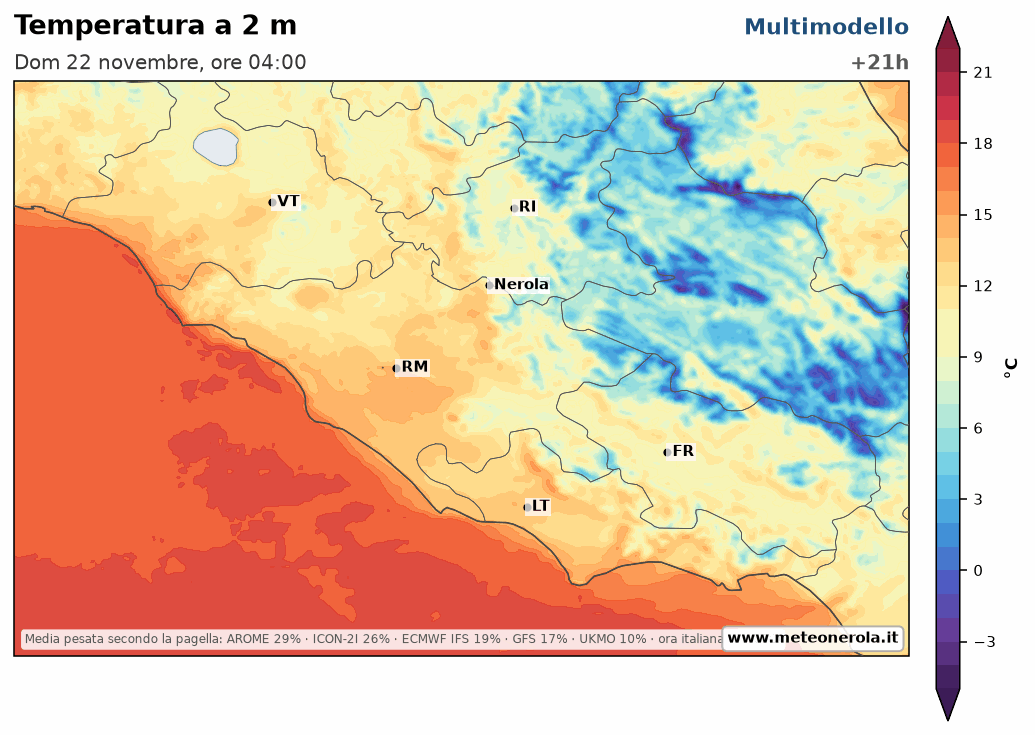 Temperatura a 2 m
Multimodello
Dom 22 novembre, ore 04:00
+21h
21
18
15
12
9
6
3
0
−3
°C
VT
RI
Nerola
RM
FR
LT
Media pesata secondo la pagella: AROME 29% · ICON-2I 26% · ECMWF IFS 19% · GFS 17% · UKMO 10% · ora italiana
www.meteonerola.it